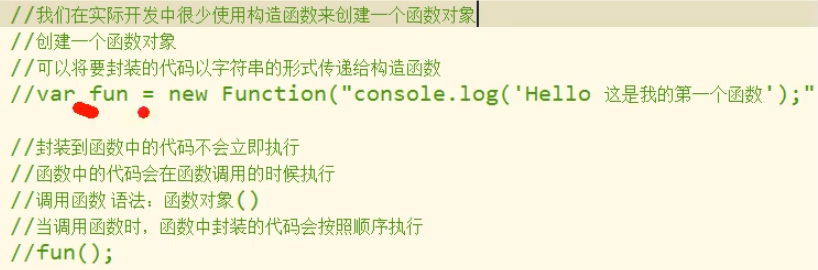 //我们在实际开发中很少使用构造函数来创建一个函数对象
//创建一个函数对象
//可以将要封装的代码以字符串的形式传递给构造函数
//var fun = new Function("console.log('Hello 这是我的第一个函数');"
//封装到函数中的代码不会立即执行
//函数中的代码会在函数调用的时候执行
//调用函数 语法：函数对象()
//当调用函数时，函数中封装的代码会按照顺序执行
//fun();